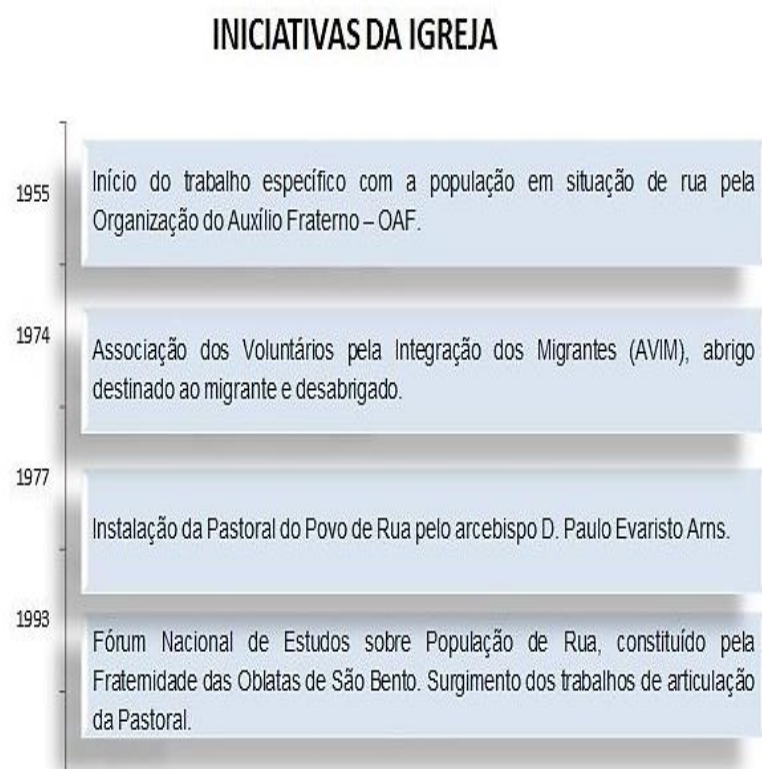 INICIATIVAS DA IGREJA
1955
Início do trabalho específico com a população em situação de rua pela
Organização do Auxílio Fraterno – OAF.
1974
Associação dos Voluntários pela Integração dos Migrantes (AVIM), abrigo
destinado ao migrante e desabrigado.
1977
Instalação da Pastoral do Povo de Rua pelo arcebispo D. Paulo Evaristo Arns.
1993
Fórum Nacional de Estudos sobre População de Rua, constituído pela
Fraternidade das Oblatas de São Bento. Surgimento dos trabalhos de articulação
da Pastoral.